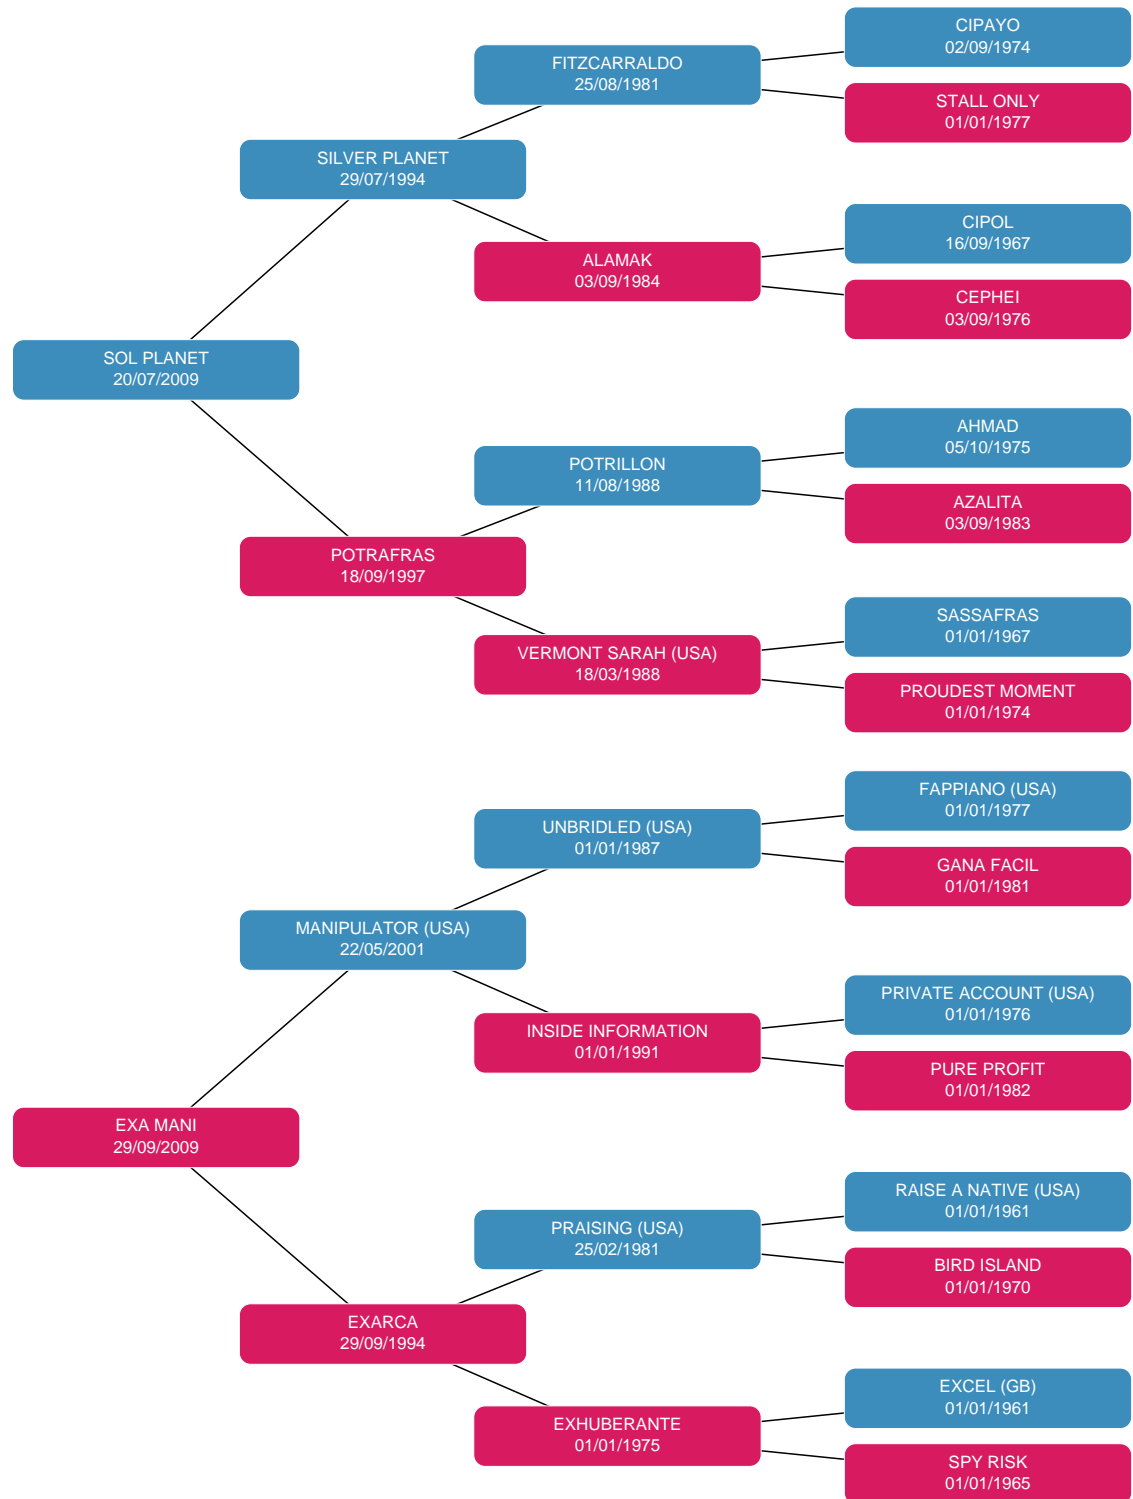 CIPAYO
02/09/1974
FITZCARRALDO
25/08/1981
STALL ONLY
01/01/1977
SILVER PLANET
29/07/1994
CIPOL
16/09/1967
ALAMAK
03/09/1984
CEPHEI
03/09/1976
SOL PLANET
20/07/2009
AHMAD
05/10/1975
POTRILLON
11/08/1988
AZALITA
03/09/1983
POTRAFRAS
18/09/1997
SASSAFRAS
01/01/1967
VERMONT SARAH (USA)
18/03/1988
PROUDEST MOMENT
01/01/1974
FAPPIANO (USA)
01/01/1977
UNBRIDLED (USA)
01/01/1987
GANA FACIL
01/01/1981
MANIPULATOR (USA)
22/05/2001
PRIVATE ACCOUNT (USA)
01/01/1976
INSIDE INFORMATION
01/01/1991
PURE PROFIT
01/01/1982
EXA MANI
29/09/2009
RAISE A NATIVE (USA)
01/01/1961
PRAISING (USA)
25/02/1981
BIRD ISLAND
01/01/1970
EXARCA
29/09/1994
EXCEL (GB)
01/01/1961
EXHUBERANTE
01/01/1975
SPY RISK
01/01/1965